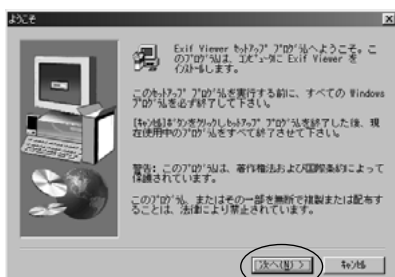 ようこそ
Exif Viewer ｾｯﾄｱｯﾌﾟ ﾌﾟﾛｸﾞﾗﾑへようこそ。こ
のﾌﾟﾛｸﾞﾗﾑは、ｺﾝﾋﾟｭｰﾀに Exif Viewer を
ｲﾝｽﾄｰﾙします。
このｾｯﾄｱｯﾌﾟ ﾌﾟﾛｸﾞﾗﾑを実行する前に、すべての Windows
ﾌﾟﾛｸﾞﾗﾑを必ず終了して下さい。
[ｷｬﾝｾﾙ]ﾎﾞﾀﾝをｸﾘｯｸしｾｯﾄｱｯﾌﾟ ﾌﾟﾛｸﾞﾗﾑを終了した後、現
在使用中のﾌﾟﾛｸﾞﾗﾑをすべて終了させて下さい。
警告: このﾌﾟﾛｸﾞﾗﾑは、著作権法および国際条約によって
保護されています。
このﾌﾟﾛｸﾞﾗﾑ、またはその一部を無断で複製または配布す
ることは、法律により禁止されています。
次へ(N) >
ｷｬﾝｾﾙ